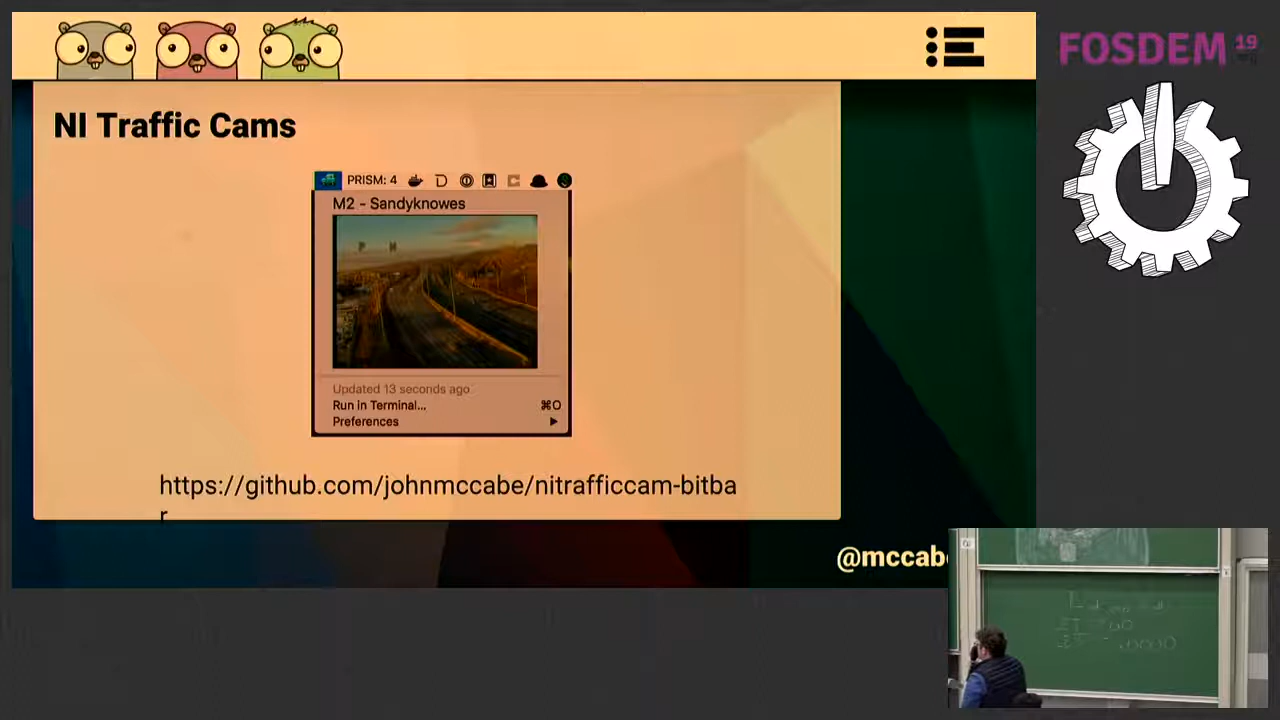 FOSDEM 19
NI Traffic Cams
PRISM: 4
M2 - Sandyknowes
Updated 13 seconds ago
Run in Terminal... ⌘O
Preferences ▶
https://github.com/johnmccabe/nitrafficcam-bitba
r
@mccabe